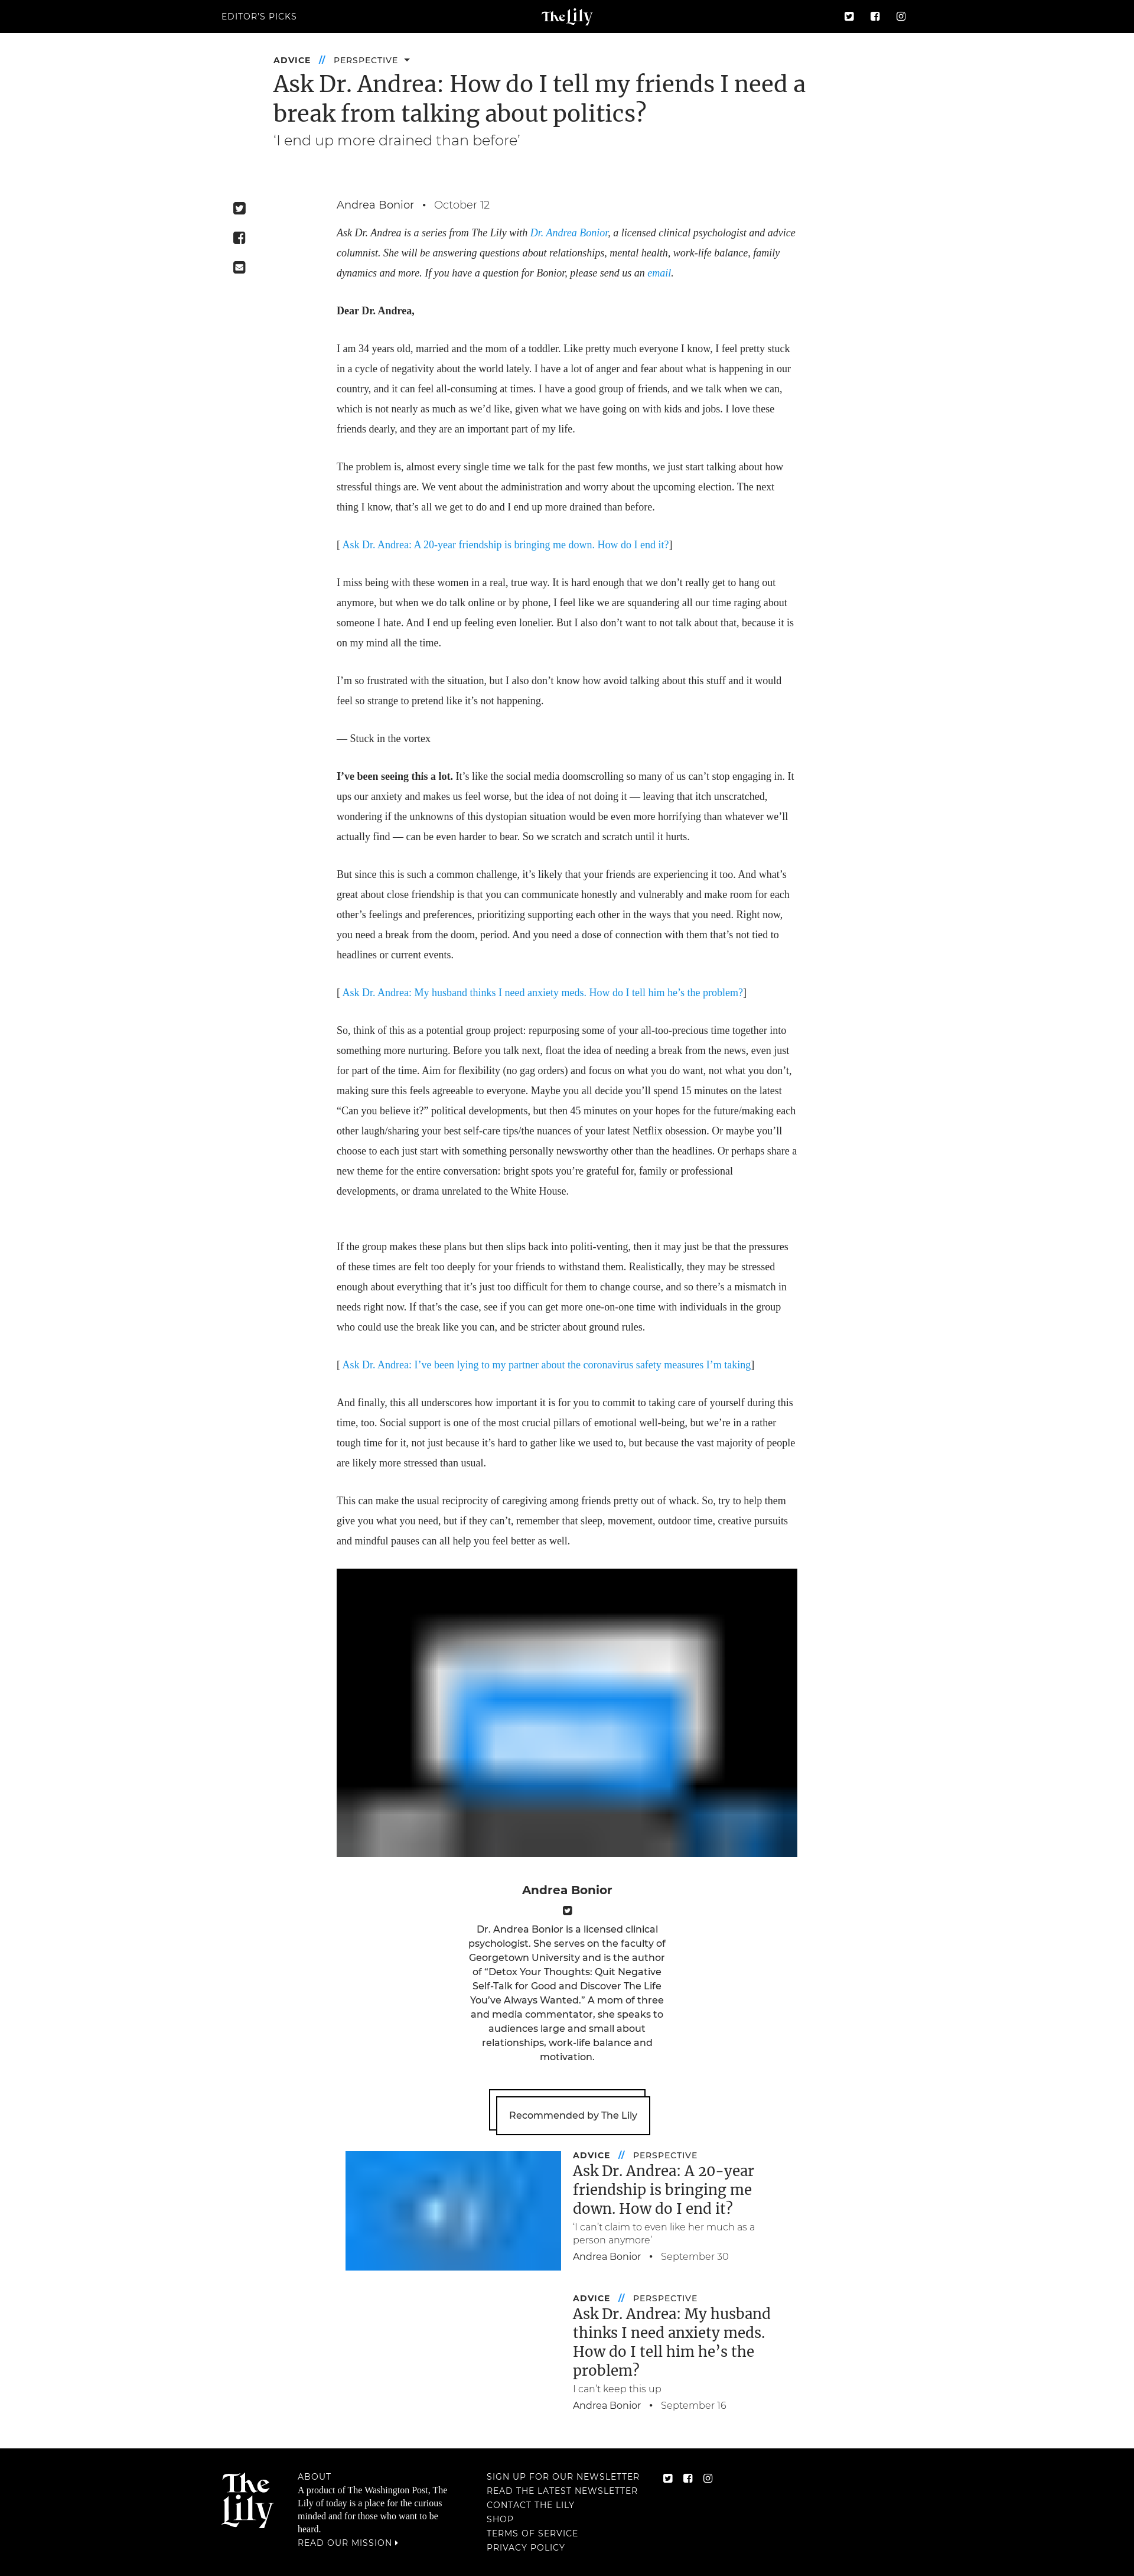 EDITOR'S PICKS
The Lily
ADVICE // PERSPECTIVE
Ask Dr. Andrea: How do I tell my friends I need a
break from talking about politics?
‘I end up more drained than before’
Andrea Bonior • October 12
Ask Dr. Andrea is a series from The Lily with Dr. Andrea Bonior, a licensed clinical psychologist and advice
columnist. She will be answering questions about relationships, mental health, work-life balance, family
dynamics and more. If you have a question for Bonior, please send us an email.
Dear Dr. Andrea,
I am 34 years old, married and the mom of a toddler. Like pretty much everyone I know, I feel pretty stuck
in a cycle of negativity about the world lately. I have a lot of anger and fear about what is happening in our
country, and it can feel all-consuming at times. I have a good group of friends, and we talk when we can,
which is not nearly as much as we’d like, given what we have going on with kids and jobs. I love these
friends dearly, and they are an important part of my life.
The problem is, almost every single time we talk for the past few months, we just start talking about how
stressful things are. We vent about the administration and worry about the upcoming election. The next
thing I know, that’s all we get to do and I end up more drained than before.
[ Ask Dr. Andrea: A 20-year friendship is bringing me down. How do I end it?]
I miss being with these women in a real, true way. It is hard enough that we don’t really get to hang out
anymore, but when we do talk online or by phone, I feel like we are squandering all our time raging about
someone I hate. And I end up feeling even lonelier. But I also don’t want to not talk about that, because it is
on my mind all the time.
I’m so frustrated with the situation, but I also don’t know how avoid talking about this stuff and it would
feel so strange to pretend like it’s not happening.
— Stuck in the vortex
I’ve been seeing this a lot. It’s like the social media doomscrolling so many of us can’t stop engaging in. It
ups our anxiety and makes us feel worse, but the idea of not doing it — leaving that itch unscratched,
wondering if the unknowns of this dystopian situation would be even more horrifying than whatever we’ll
actually find — can be even harder to bear. So we scratch and scratch until it hurts.
But since this is such a common challenge, it’s likely that your friends are experiencing it too. And what’s
great about close friendship is that you can communicate honestly and vulnerably and make room for each
other’s feelings and preferences, prioritizing supporting each other in the ways that you need. Right now,
you need a break from the doom, period. And you need a dose of connection with them that’s not tied to
headlines or current events.
[ Ask Dr. Andrea: My husband thinks I need anxiety meds. How do I tell him he’s the problem?]
So, think of this as a potential group project: repurposing some of your all-too-precious time together into
something more nurturing. Before you talk next, float the idea of needing a break from the news, even just
for part of the time. Aim for flexibility (no gag orders) and focus on what you do want, not what you don’t,
making sure this feels agreeable to everyone. Maybe you all decide you’ll spend 15 minutes on the latest
“Can you believe it?” political developments, but then 45 minutes on your hopes for the future/making each
other laugh/sharing your best self-care tips/the nuances of your latest Netflix obsession. Or maybe you’ll
choose to each just start with something personally newsworthy other than the headlines. Or perhaps share a
new theme for the entire conversation: bright spots you’re grateful for, family or professional
developments, or drama unrelated to the White House.
If the group makes these plans but then slips back into politi-venting, then it may just be that the pressures
of these times are felt too deeply for your friends to withstand them. Realistically, they may be stressed
enough about everything that it’s just too difficult for them to change course, and so there’s a mismatch in
needs right now. If that’s the case, see if you can get more one-on-one time with individuals in the group
who could use the break like you can, and be stricter about ground rules.
[ Ask Dr. Andrea: I’ve been lying to my partner about the coronavirus safety measures I’m taking]
And finally, this all underscores how important it is for you to commit to taking care of yourself during this
time, too. Social support is one of the most crucial pillars of emotional well-being, but we’re in a rather
tough time for it, not just because it’s hard to gather like we used to, but because the vast majority of people
are likely more stressed than usual.
This can make the usual reciprocity of caregiving among friends pretty out of whack. So, try to help them
give you what you need, but if they can’t, remember that sleep, movement, outdoor time, creative pursuits
and mindful pauses can all help you feel better as well.
Andrea Bonior
Dr. Andrea Bonior is a licensed clinical
psychologist. She serves on the faculty of
Georgetown University and is the author
of “Detox Your Thoughts: Quit Negative
Self-Talk for Good and Discover The Life
You’ve Always Wanted.” A mom of three
and media commentator, she speaks to
audiences large and small about
relationships, work-life balance and
motivation.
Recommended by The Lily
ADVICE // PERSPECTIVE
Ask Dr. Andrea: A 20-year
friendship is bringing me
down. How do I end it?
‘I can’t claim to even like her much as a
person anymore’
Andrea Bonior • September 30
ADVICE // PERSPECTIVE
Ask Dr. Andrea: My husband
thinks I need anxiety meds.
How do I tell him he’s the
problem?
I can’t keep this up
Andrea Bonior • September 16
The
Lily
ABOUT
A product of The Washington Post, The
Lily of today is a place for the curious
minded and for those who want to be
heard.
READ OUR MISSION
SIGN UP FOR OUR NEWSLETTER
READ THE LATEST NEWSLETTER
CONTACT THE LILY
SHOP
TERMS OF SERVICE
PRIVACY POLICY